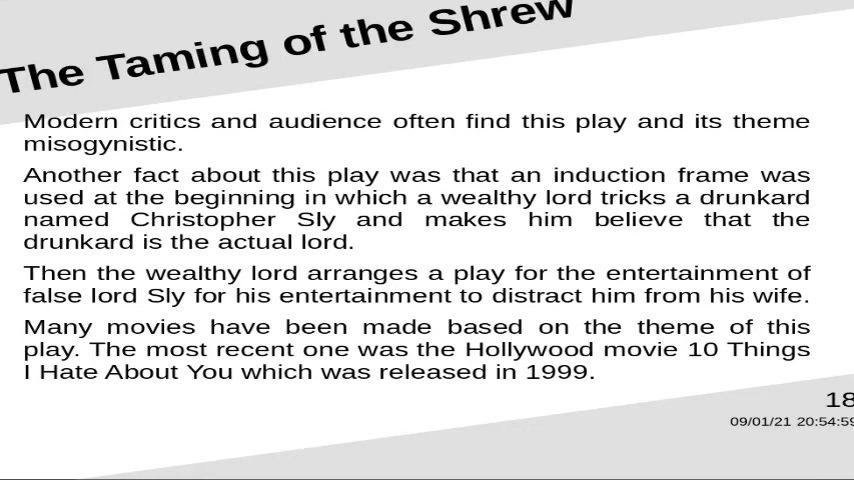 The Taming of the Shrew
Modern critics and audience often find this play and its theme
misogynistic.
Another fact about this play was that an induction frame was
used at the beginning in which a wealthy lord tricks a drunkard
named Christopher Sly and makes him believe that the
drunkard is the actual lord.
Then the wealthy lord arranges a play for the entertainment of
false lord Sly for his entertainment to distract him from his wife.
Many movies have been made based on the theme of this
play. The most recent one was the Hollywood movie 10 Things
I Hate About You which was released in 1999.
18
09/01/21 20:54:59